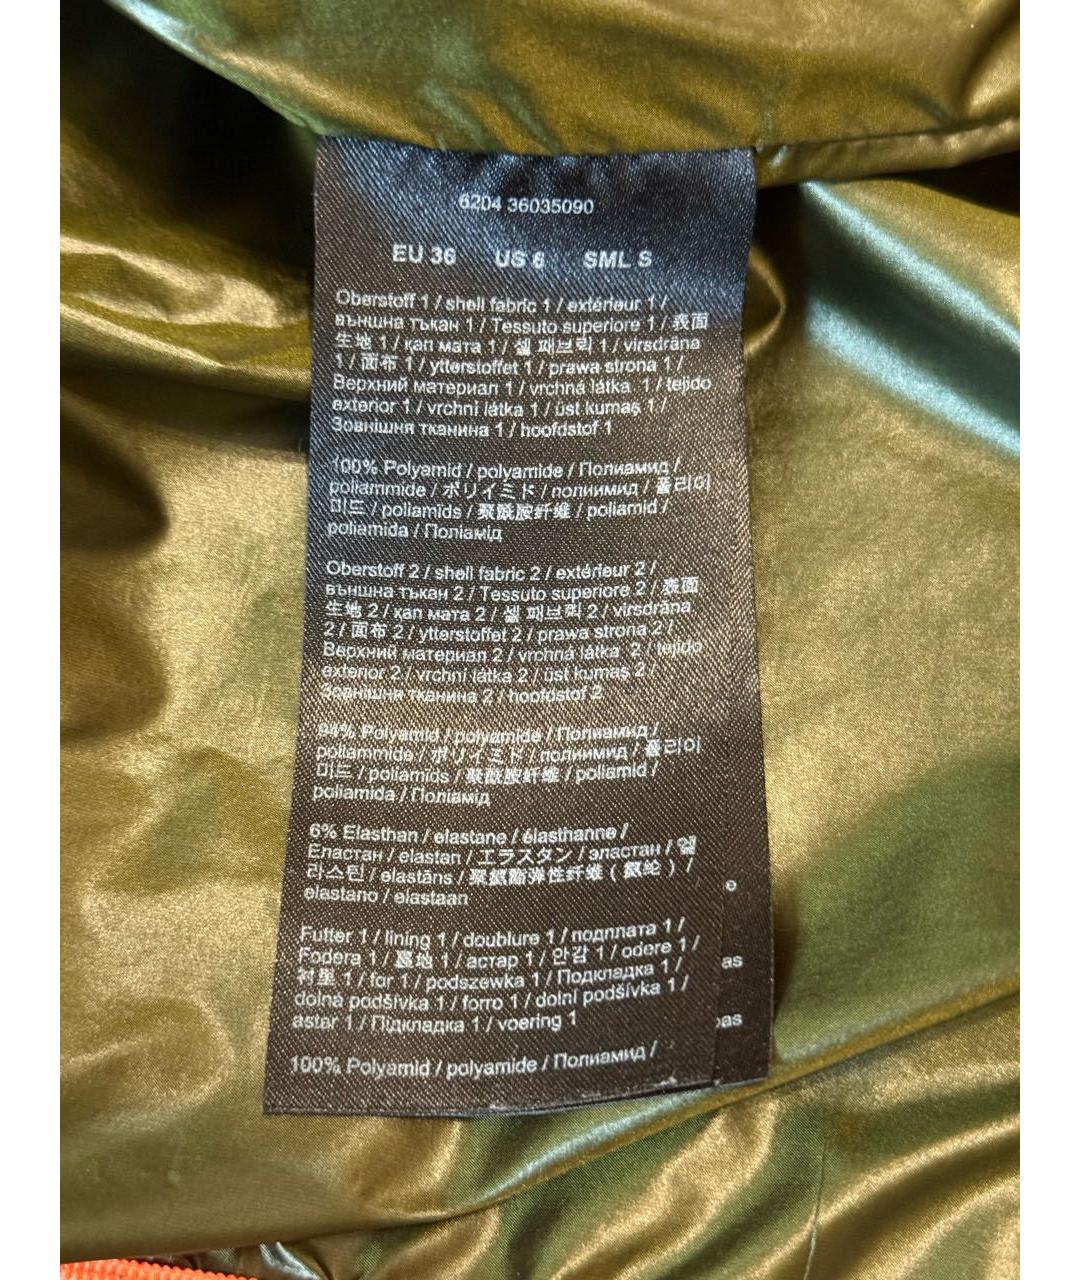 6204 36035090
EU 36 US 6 SML S
Oberstoff 1 / shell fabric 1 / extérieur 1 /
външна тъкан 1 / Tessuto superiore 1 / 表面
生地 1 / қап мата 1 / 셸 패브릭 1 / virsdrāna
1 / 面布 1 / ytterstoffet 1 / prawa strona 1 /
Верхний материал 1 / vrchná látka 1 / tejido
exterior 1 / vrchní látka 1 / üst kumaş 1 /
Зовнішня тканина 1 / hoofdstof 1
100% Polyamid / polyamide / Полиамид /
poliammide / ポリイミド / полиимид / 폴리이
미드 / poliamīds / 聚酰胺纤维 / poliamid /
poliamida / Поліамід
Oberstoff 2 / shell fabric 2 / extérieur 2 /
външна тъкан 2 / Tessuto superiore 2 / 表面
生地 2 / қап мата 2 / 셸 패브릭 2 / virsdrāna
2 / 面布 2 / ytterstoffet 2 / prawa strona 2 /
Верхний материал 2 / vrchná látka 2 / tejido
exterior 2 / vrchní látka 2 / üst kumaş 2 /
Зовнішня тканина 2 / hoofdstof 2
94% Polyamid / polyamide / Полиамид /
poliammide / ポリイミド / полиимид / 폴리이
미드 / poliamīds / 聚酰胺纤维 / poliamid /
poliamida / Поліамід
6% Elasthan / elastane / élasthanne /
Еластан / elastan / エラスタン / эластан / 엘
라스틴 / elastāns / 聚氨酯弹性纤维 ( 氨纶 ) /
elastano / elastaan
Futter 1 / lining 1 / doublure 1 / подплата 1 /
Fodera 1 / 裏地 1 / астар 1 / 안감 1 / odere 1 /
衬里 1 / for 1 / podszewka 1 / Подкладка 1 /
dolná podšívka 1 / forro 1 / dolní podšívka 1 /
astar 1 / Підкладка 1 / voering 1
100% Polyamid / polyamide / Полиамид /